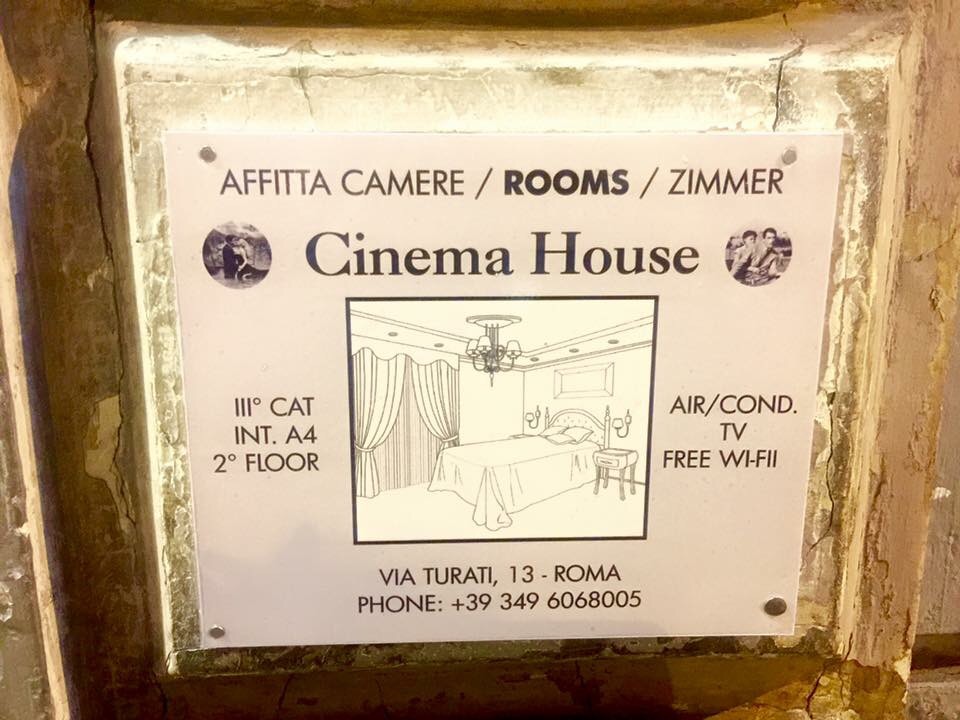 AFFITTA CAMERE / ROOMS / ZIMMER
Cinema House
III° CAT
INT. A4
2° FLOOR
AIR/COND.
TV
FREE WI-FII
VIA TURATI, 13 - ROMA
PHONE: +39 349 6068005